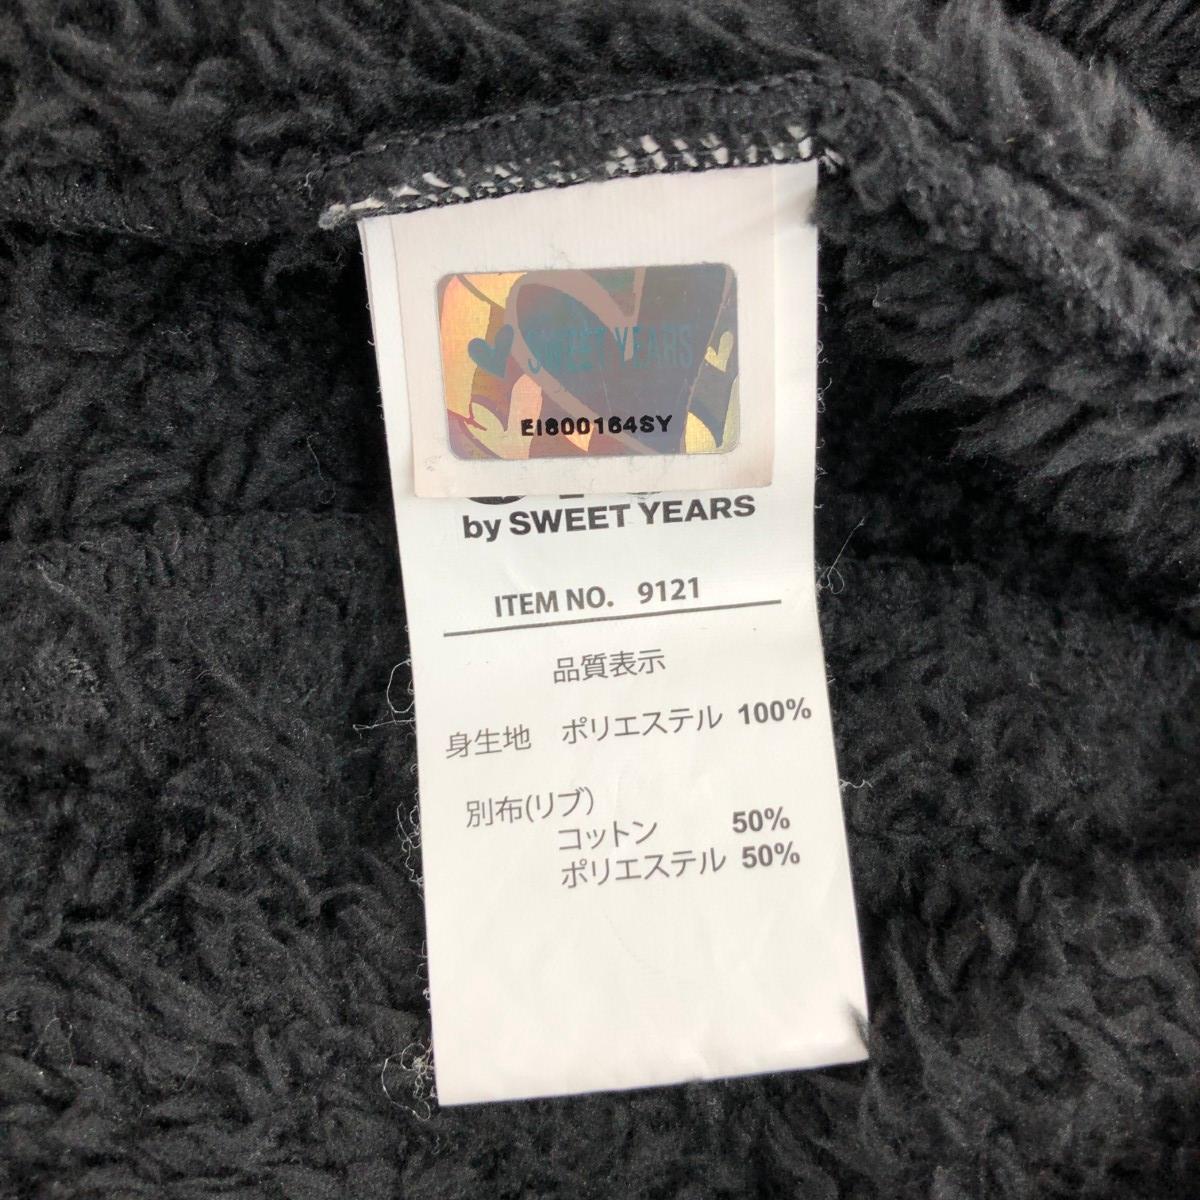 SWEET YEARS
EI800164SY
by SWEET YEARS
ITEM NO. 9121
品質表示
身生地 ポリエステル 100%
別布(リブ)
コットン 50%
ポリエステル 50%